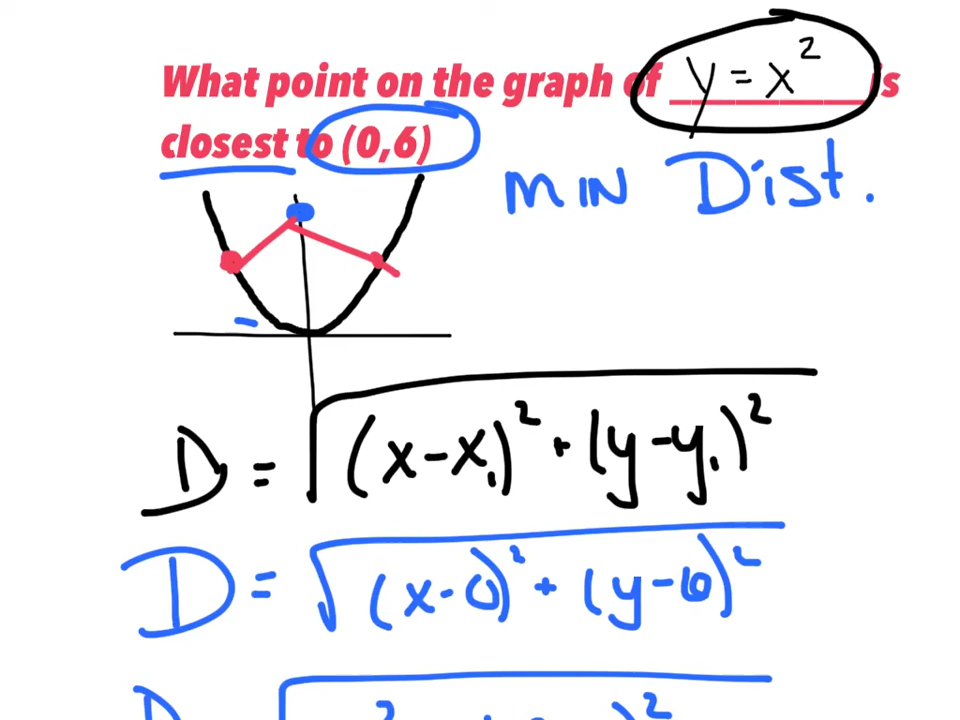 What point on the graph of y = x² is
closest to (0,6)
MIN Dist.
D = √(x-x₁)² + (y-y₁)²
D = √(x-0)² + (y-6)²